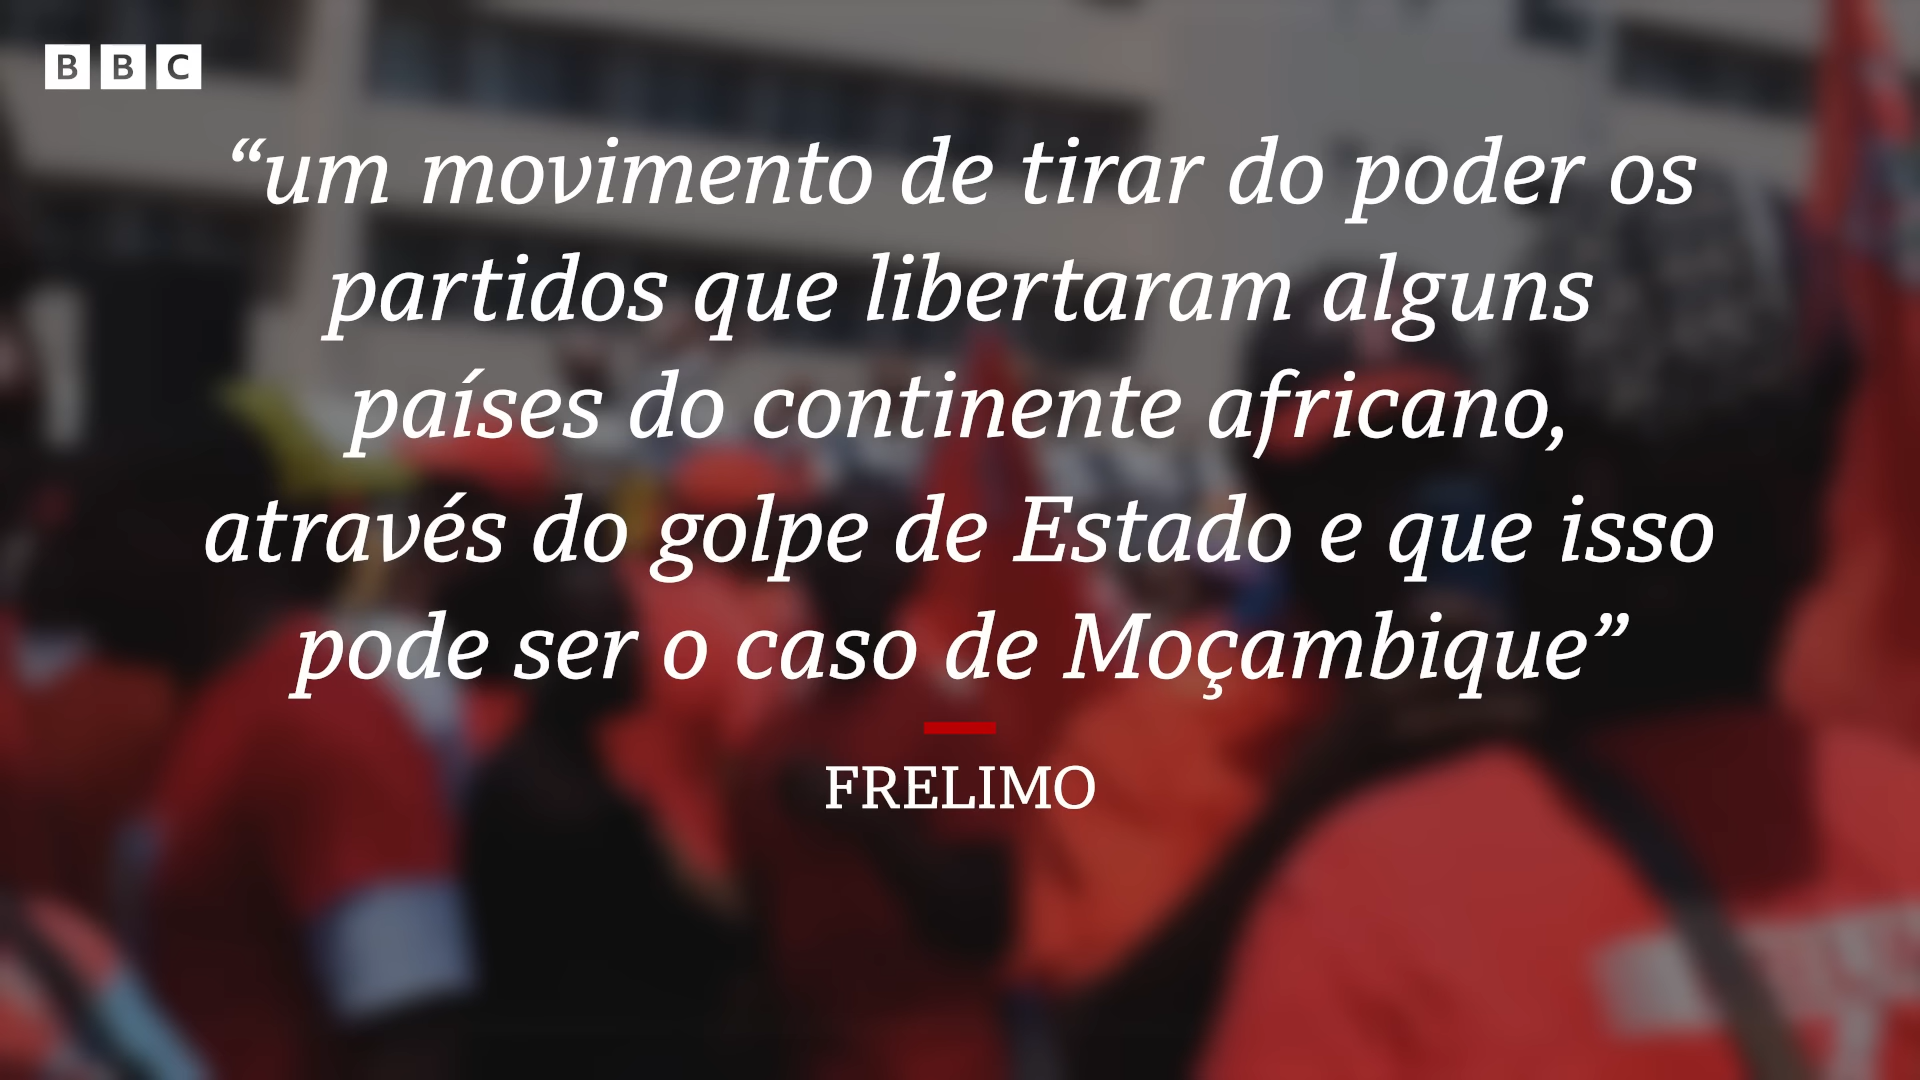 BBC
“um movimento de tirar do poder os
partidos que libertaram alguns
países do continente africano,
através do golpe de Estado e que isso
pode ser o caso de Moçambique”
FRELIMO